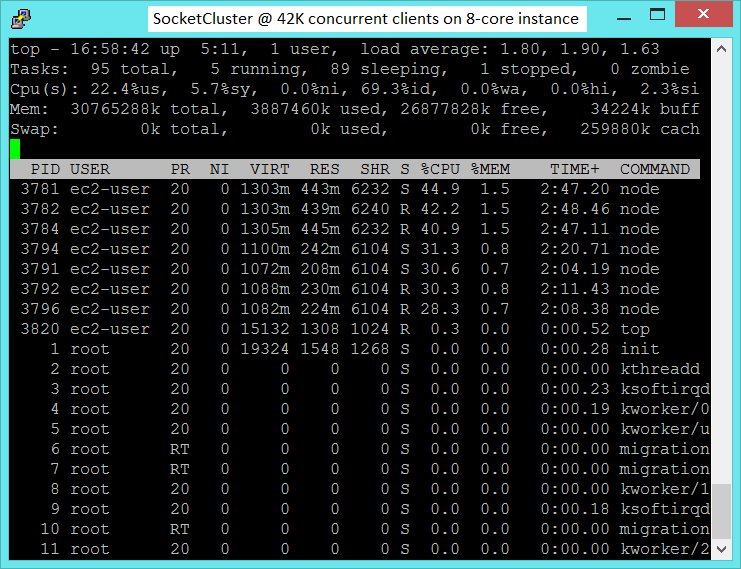 SocketCluster @ 42K concurrent clients on 8-core instance
top - 16:58:42 up  5:11,  1 user,  load average: 1.80, 1.90, 1.63
Tasks:  95 total,   5 running,  89 sleeping,   1 stopped,   0 zombie
Cpu(s): 22.4%us,  5.7%sy,  0.0%ni, 69.3%id,  0.0%wa,  0.0%hi,  2.3%si
Mem:  30765288k total,  3887460k used, 26877828k free,    34224k buff
Swap:        0k total,        0k used,        0k free,   259880k cach
  PID USER      PR  NI  VIRT  RES  SHR S %CPU %MEM    TIME+  COMMAND
 3781 ec2-user  20   0 1303m 443m 6232 S 44.9  1.5   2:47.20 node
 3782 ec2-user  20   0 1303m 439m 6240 R 42.2  1.5   2:48.46 node
 3784 ec2-user  20   0 1305m 445m 6232 R 40.9  1.5   2:47.11 node
 3794 ec2-user  20   0 1100m 242m 6104 S 31.3  0.8   2:20.71 node
 3791 ec2-user  20   0 1072m 208m 6104 S 30.6  0.7   2:04.19 node
 3792 ec2-user  20   0 1088m 230m 6104 R 30.3  0.8   2:11.43 node
 3796 ec2-user  20   0 1082m 224m 6104 R 28.3  0.7   2:08.38 node
 3820 ec2-user  20   0 15132 1308 1024 R  0.3  0.0   0:00.52 top
    1 root      20   0 19324 1548 1268 S  0.0  0.0   0:00.28 init
    2 root      20   0     0    0    0 S  0.0  0.0   0:00.00 kthreadd
    3 root      20   0     0    0    0 S  0.0  0.0   0:00.23 ksoftirqd
    4 root      20   0     0    0    0 S  0.0  0.0   0:00.19 kworker/0
    5 root      20   0     0    0    0 S  0.0  0.0   0:00.00 kworker/u
    6 root      RT   0     0    0    0 S  0.0  0.0   0:00.00 migration
    7 root      RT   0     0    0    0 S  0.0  0.0   0:00.00 migration
    8 root      20   0     0    0    0 S  0.0  0.0   0:00.00 kworker/1
    9 root      20   0     0    0    0 S  0.0  0.0   0:00.18 ksoftirqd
   10 root      RT   0     0    0    0 S  0.0  0.0   0:00.00 migration
   11 root      20   0     0    0    0 S  0.0  0.0   0:00.00 kworker/2